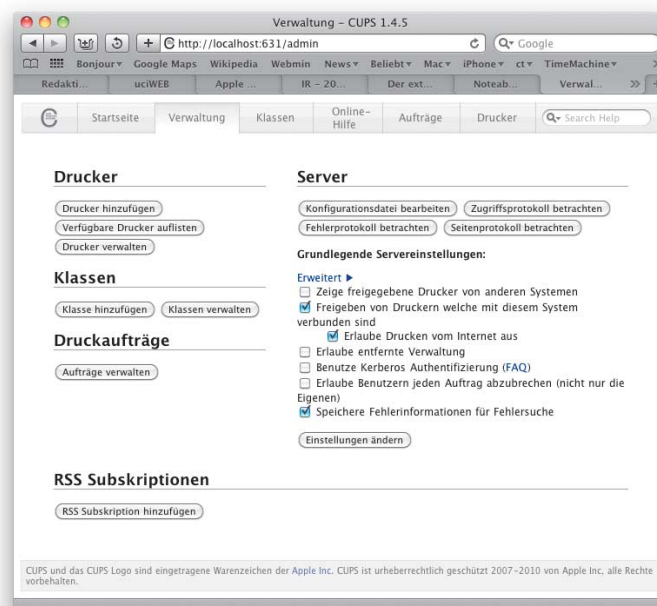 Verwaltung – CUPS 1.4.5
http://localhost:631/admin
Google
Bonjour Google Maps Wikipedia Webmin News Beliebt Mac iPhone ct TimeMachine
Redakti... uciWEB Apple ... IR – 20... Der ext... Noteab... Verwal...
Startseite
Verwaltung
Klassen
Online-
Hilfe
Aufträge
Drucker
Search Help
Drucker
Drucker hinzufügen
Verfügbare Drucker auflisten
Drucker verwalten
Klassen
Klasse hinzufügen Klassen verwalten
Druckaufträge
Aufträge verwalten
Server
Konfigurationsdatei bearbeiten Zugriffsprotokoll betrachten
Fehlerprotokoll betrachten Seitenprotokoll betrachten
Grundlegende Servereinstellungen:
Erweitert ▶
Zeige freigegebene Drucker von anderen Systemen
Freigeben von Druckern welche mit diesem System
verbunden sind
Erlaube Drucken vom Internet aus
Erlaube entfernte Verwaltung
Benutze Kerberos Authentifizierung (FAQ)
Erlaube Benutzern jeden Auftrag abzubrechen (nicht nur die
Eigenen)
Speichere Fehlerinformationen für Fehlersuche
Einstellungen ändern
RSS Subskriptionen
RSS Subskription hinzufügen
CUPS und das CUPS Logo sind eingetragene Warenzeichen der Apple Inc. CUPS ist urheberrechtlich geschützt 2007-2010 von Apple Inc, alle Rechte
vorbehalten.